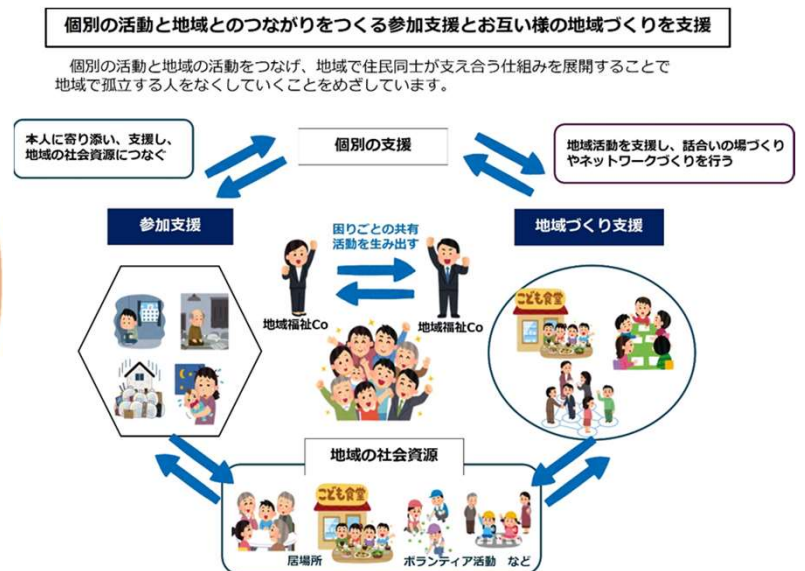 個別の活動と地域とのつながりをつくる参加支援とお互い様の地域づくりを支援
個別の活動と地域の活動をつなげ、地域で住民同士が支え合う仕組みを展開することで
地域で孤立する人をなくしていくことをめざしています。
本人に寄り添い、支援し、
地域の社会資源につなぐ
個別の支援
地域活動を支援し、話合いの場づくり
やネットワークづくりを行う
参加支援
困りごとの共有
活動を生み出す
地域づくり支援
地域福祉Co
地域福祉Co
こども食堂
地域の社会資源
こども食堂
居場所
ボランティア活動 など